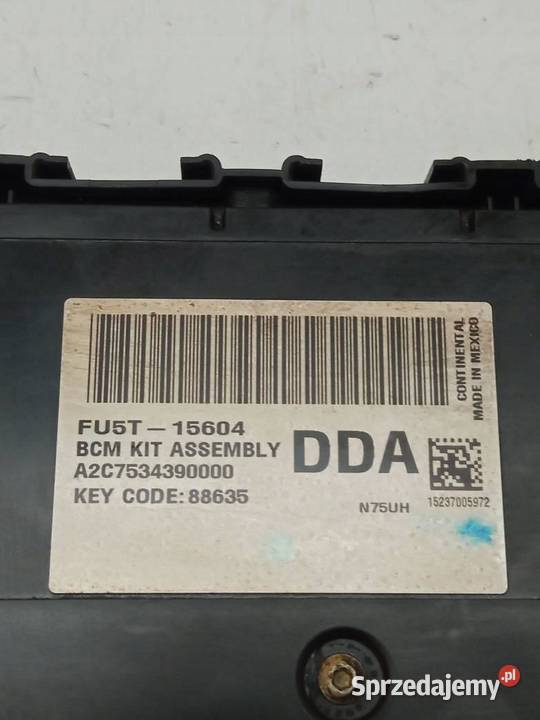 CONTINENTAL
MADE IN MEXICO
FU5T-15604
BCM KIT ASSEMBLY
DDA
A2C7534390000
KEY CODE: 88635
N75UH
15237005972
Sprzedajemy.pl